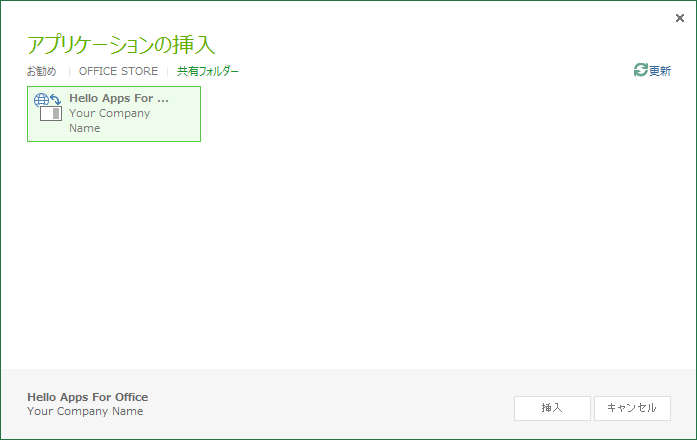 アプリケーションの挿入
お勧め | OFFICE STORE | 共有フォルダー
更新
Hello Apps For ...
Your Company
Name
Hello Apps For Office
Your Company Name
挿入
キャンセル